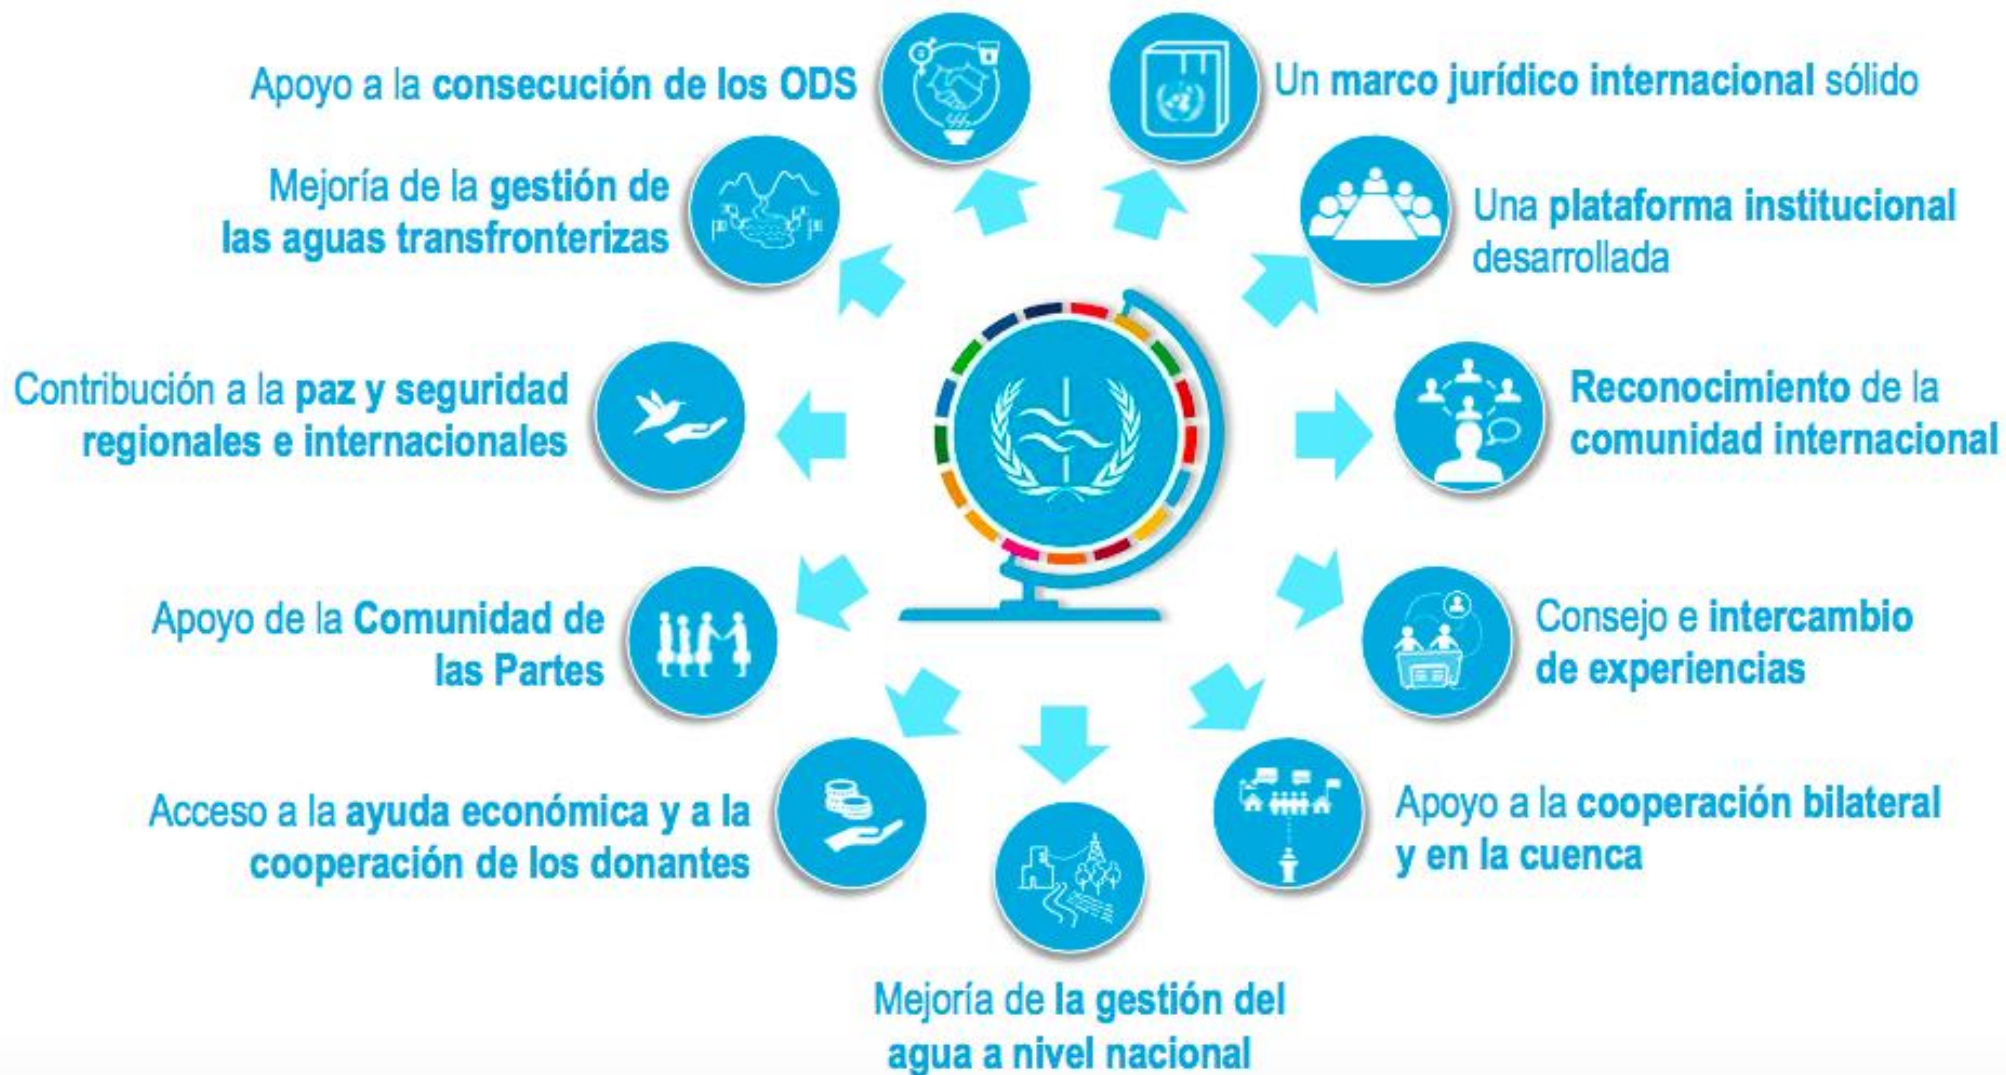 Apoyo a la consecución de los ODS
Un marco jurídico internacional sólido
Mejoría de la gestión de
las aguas transfronterizas
Una plataforma institucional
desarrollada
Contribución a la paz y seguridad
regionales e internacionales
Reconocimiento de la
comunidad internacional
Apoyo de la Comunidad de
las Partes
Consejo e intercambio
de experiencias
Acceso a la ayuda económica y a la
cooperación de los donantes
Apoyo a la cooperación bilateral
y en la cuenca
Mejoría de la gestión del
agua a nivel nacional